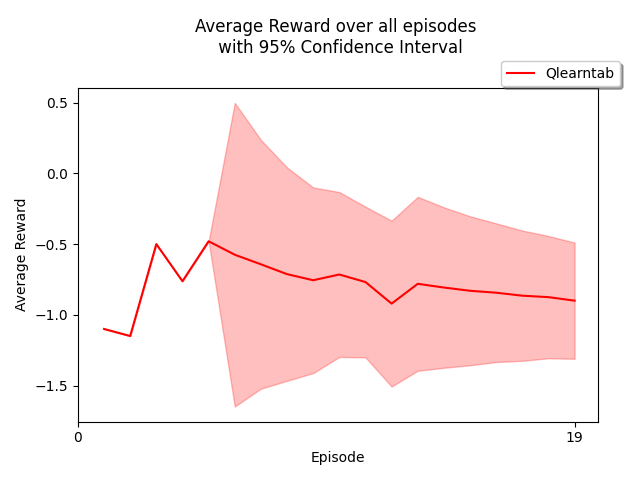 Average Reward over all episodes
with 95% Confidence Interval
Qlearntab
0.5
0.0
−0.5
−1.0
−1.5
Average Reward
0
19
Episode